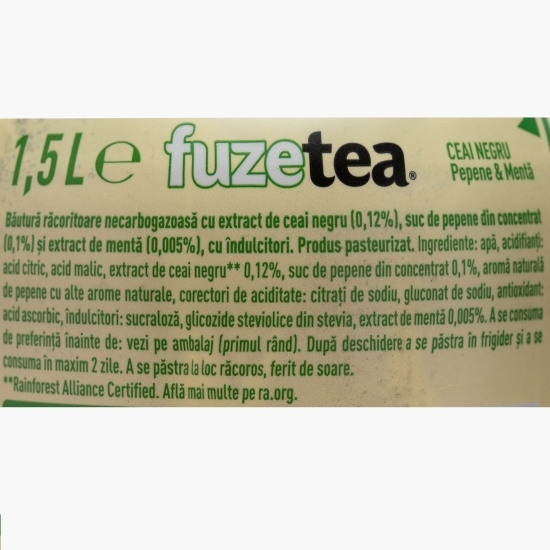 1,5 L e fuzetea® CEAI NEGRU
Pepene & Mentă
Băutură răcoritoare necarbogazoasă cu extract de ceai negru (0,12%), suc de pepene din concentrat
(0,1%) și extract de mentă (0,005%), cu îndulcitori. Produs pasteurizat. Ingrediente: apă, acidifianți:
acid citric, acid malic, extract de ceai negru** 0,12%, suc de pepene din concentrat 0,1%, aromă naturală
de pepene cu alte arome naturale, corectori de aciditate: citrați de sodiu, gluconat de sodiu, antioxidant:
acid ascorbic, îndulcitori: sucraloză, glicozide steviolice din stevia, extract de mentă 0,005%. A se consuma
de preferință înainte de: vezi pe ambalaj (primul rând). După deschidere a se păstra în frigider și a se
consuma în maxim 2 zile. A se păstra la loc răcoros, ferit de soare.
**Rainforest Alliance Certified. Află mai multe pe ra.org.